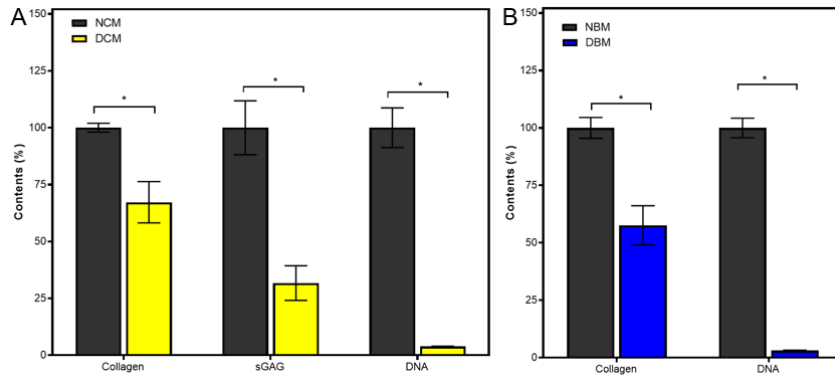 A
NCM
DCM
Contents (%)
150
125
100
75
50
25
0
*
*
*
Collagen sGAG DNA
B
NBM
DBM
Contents (%)
150
125
100
75
50
25
0
*
*
Collagen DNA